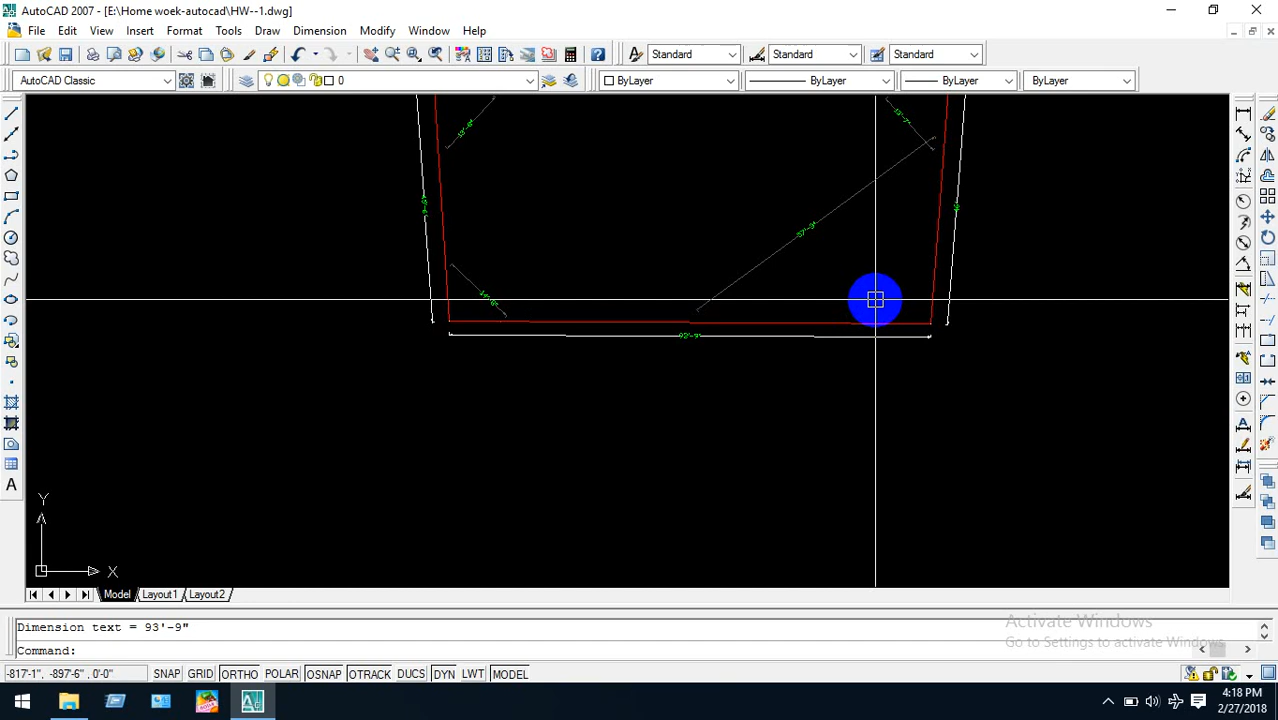 AutoCAD 2007 - [E:\Home woek-autocad\HW--1.dwg]
File Edit View Insert Format Tools Draw Dimension Modify Window Help
Standard Standard Standard
AutoCAD Classic 0 ByLayer ByLayer ByLayer ByLayer
92'-9"
Y
X
Model Layout1 Layout2
Dimension text = 93'-9"
Command:
Activate Windows
Go to Settings to activate Windows.
-817'-1", -897'-6", 0'-0" SNAP GRID ORTHO POLAR OSNAP OTRACK DUCS DYN LWT MODEL
4:18 PM
2/27/2018